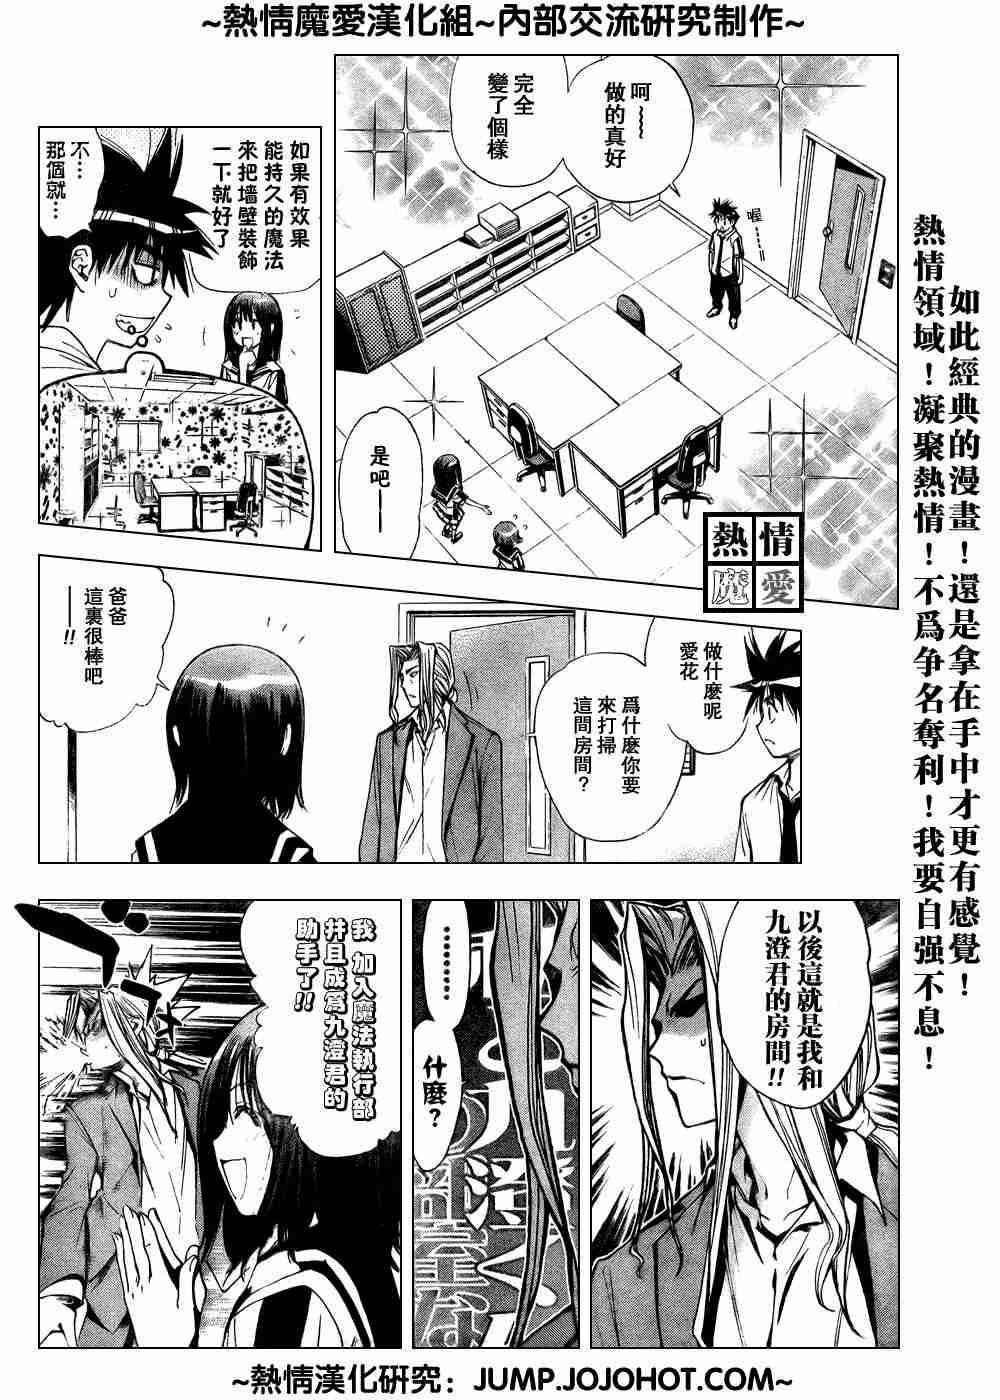 ~熱情魔愛漢化組~內部交流研究制作~
呵~~~
做的真好
完全
變了個樣
喔……!!
是吧——
如果有效果
能持久的魔法
來把墙壁裝飾
一下就好了
不…
那個就…
熱情
魔愛
如此經典的漫畫！還是拿在手中才更有感覺！
熱情領域！凝聚熱情！不爲争名奪利！我要自强不息！
做什麽呢
愛花
爲什麽你要
來打掃
這間房間？
爸爸
這裏很棒吧
——!!
以後這就是我和
九澄君的房間!!
………
什麼？
我 加入魔法執行部
幷且成爲九澄君的
助手了!!
~熱情漢化研究：JUMP.JOJOHOT.COM~